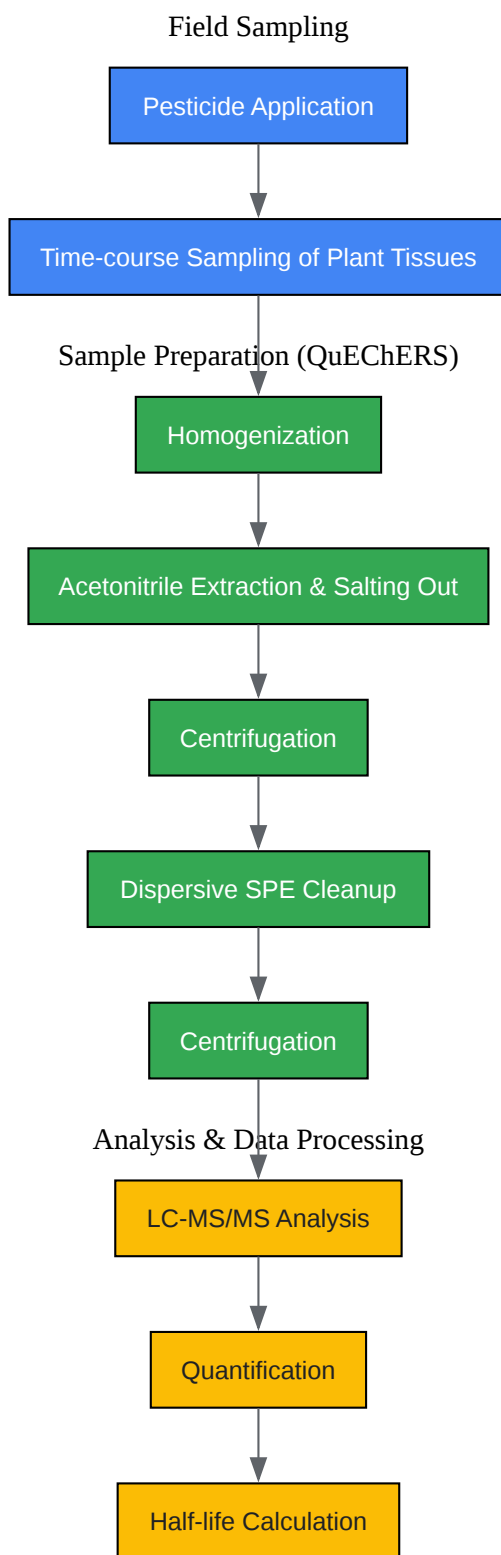 Field Sampling
Pesticide Application
Time-course Sampling of Plant Tissues
Sample Preparation (QuEChERS)
Homogenization
Acetonitrile Extraction & Salting Out
Centrifugation
Dispersive SPE Cleanup
Centrifugation
Analysis & Data Processing
LC-MS/MS Analysis
Quantification
Half-life Calculation